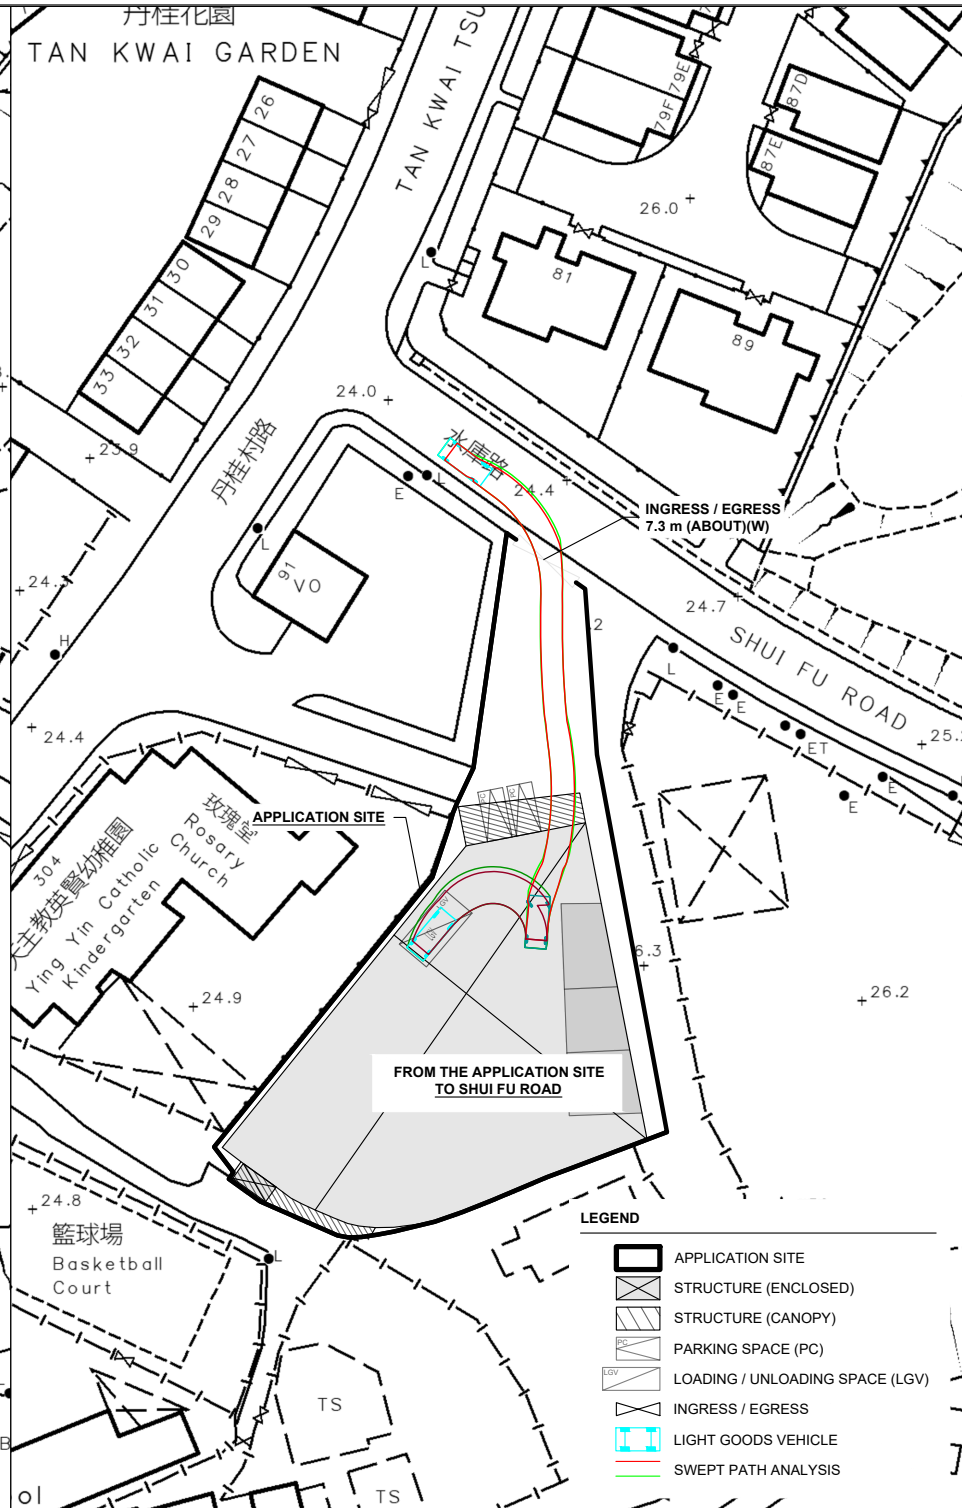 丹桂花園
TAN KWAI GARDEN
TAN KWAI TSU
26
27
28
29
30
31
32
33
79E
79F
87D
87E
26.0
L
81
89
24.0
23.9
丹桂村路
水庫路
24.4
E
L
L
INGRESS / EGRESS
7.3 m (ABOUT)(W)
91
VO
24.3
H
24.7
SHUI FU ROAD
L
E
E
ET
25.
E
E
24.4
玫瑰堂
Rosary
Church
304
天主教英賢幼稚園
Ying Yin Catholic
Kindergarten
APPLICATION SITE
PC
PC
LGV
24.9
6.3
26.2
FROM THE APPLICATION SITE
TO SHUI FU ROAD
24.8
籃球場
Basketball
Court
L
TS
TS
LEGEND
APPLICATION SITE
STRUCTURE (ENCLOSED)
STRUCTURE (CANOPY)
PC
PARKING SPACE (PC)
LGV
LOADING / UNLOADING SPACE (LGV)
INGRESS / EGRESS
LIGHT GOODS VEHICLE
SWEPT PATH ANALYSIS